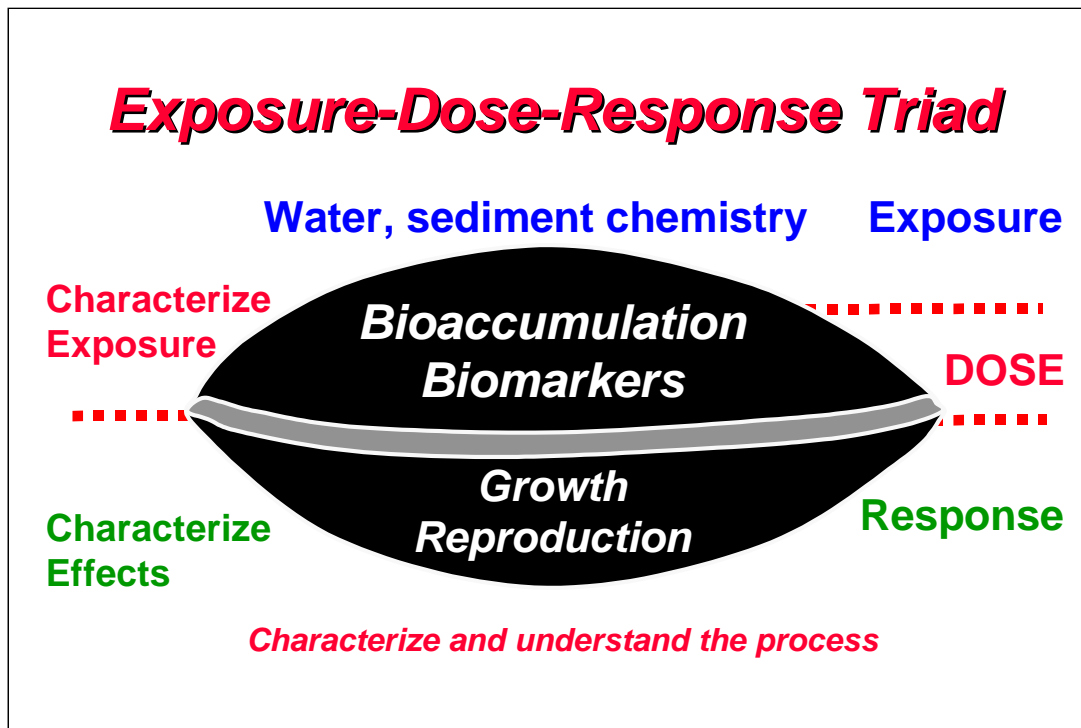 Exposure-Dose-Response Triad
Water, sediment chemistry
Exposure
Characterize
Exposure
Bioaccumulation
Biomarkers
DOSE
Growth
Reproduction
Characterize
Effects
Response
Characterize and understand the process